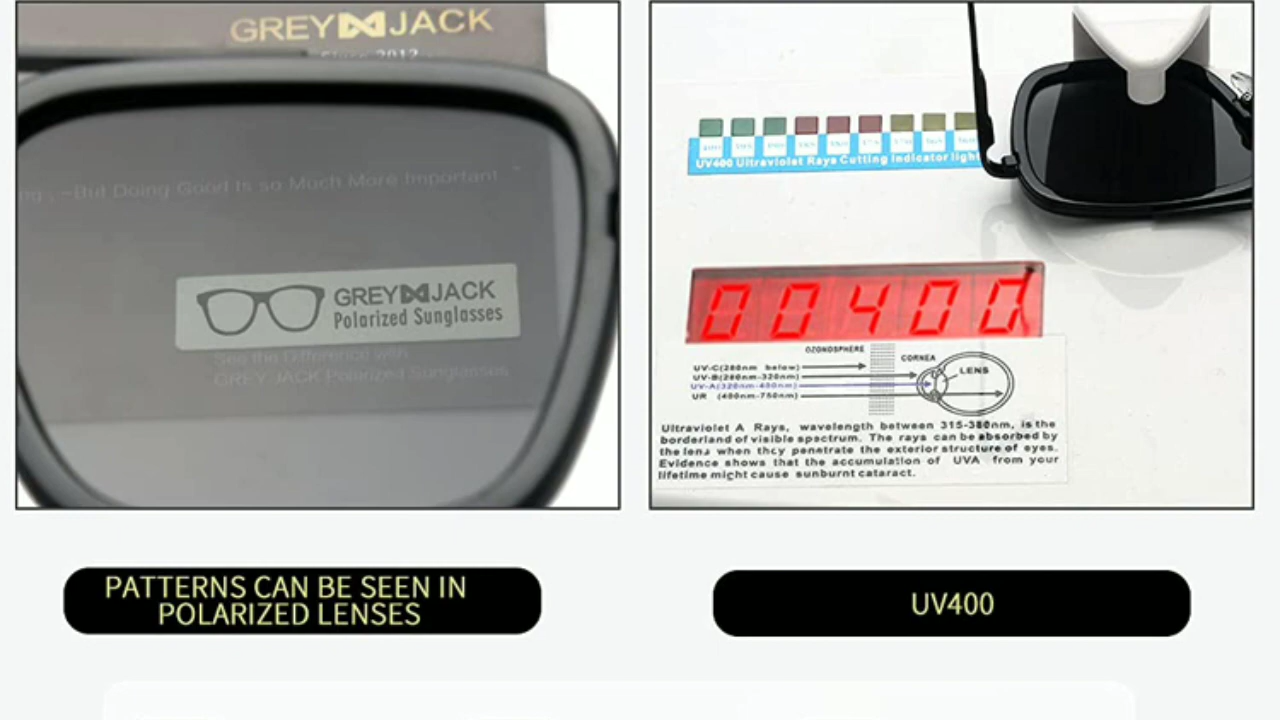 GREY JACK
Since 2012
ng , —But Doing Good Is so Much More Important
GREY JACK
Polarized Sunglasses
See the Difference with
GREY JACK Polarized Sunglasses
UV400 Ultraviolet Rays Cutting indicator light
00400
OZONOSPHERE
CORNEA
LENS
UV-C(280nm below)
UV-B(280nm-320nm)
UV-A(320nm-400nm)
UR (400nm-750nm)
Ultraviolet A Rays, wavelength between 315-380nm, is the
borderland of visible spectrum. The rays can be absorbed by
the lens when they penetrate the exterior structure of eyes.
Evidence shows that the accumulation of UVA from your
lifetime might cause sunburnt cataract.
PATTERNS CAN BE SEEN IN
POLARIZED LENSES
UV400